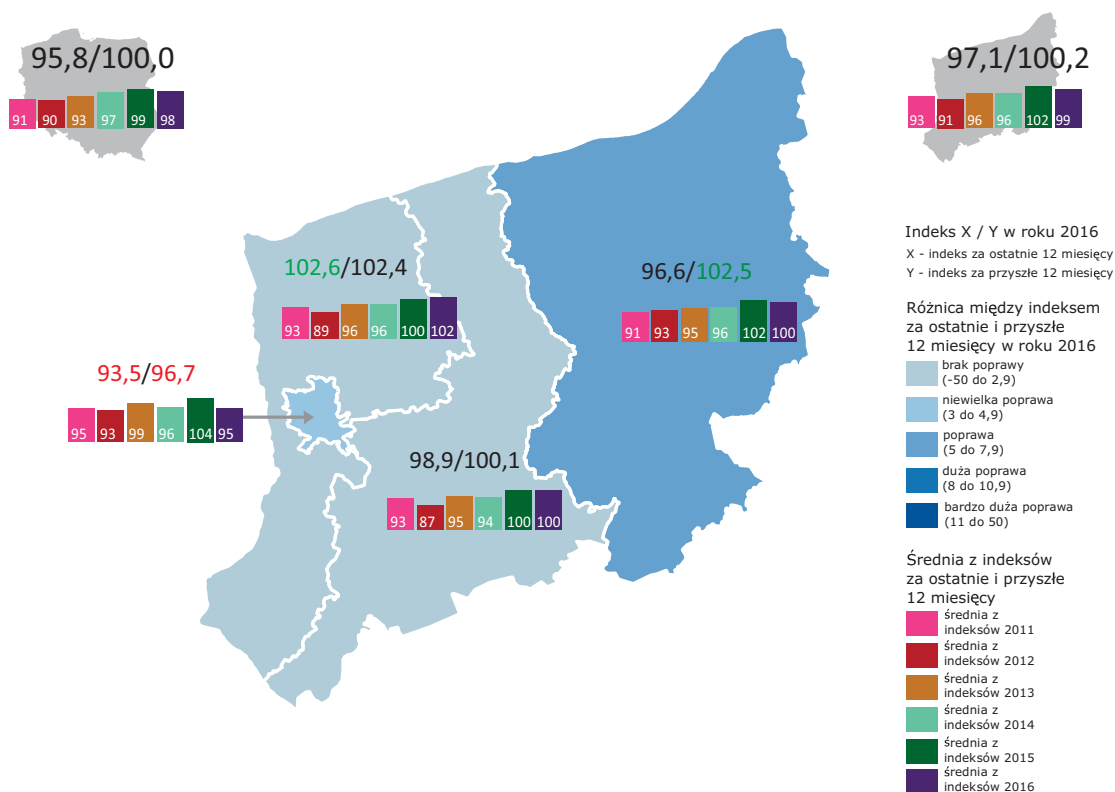 95,8/100,0
91 90 93 97 99 98
97,1/100,2
93 91 96 96 102 99
102,6/102,4
93 89 96 96 100 102
96,6/102,5
91 93 95 96 102 100
93,5/96,7
95 93 99 96 104 95
98,9/100,1
93 87 95 94 100 100
Indeks X / Y w roku 2016
X - indeks za ostatnie 12 miesięcy
Y - indeks za przyszłe 12 miesięcy
Różnica między indeksem
za ostatnie i przyszłe
12 miesięcy w roku 2016
brak poprawy
(-50 do 2,9)
niewielka poprawa
(3 do 4,9)
poprawa
(5 do 7,9)
duża poprawa
(8 do 10,9)
bardzo duża poprawa
(11 do 50)
Średnia z indeksów
za ostatnie i przyszłe
12 miesięcy
średnia z
indeksów 2011
średnia z
indeksów 2012
średnia z
indeksów 2013
średnia z
indeksów 2014
średnia z
indeksów 2015
średnia z
indeksów 2016